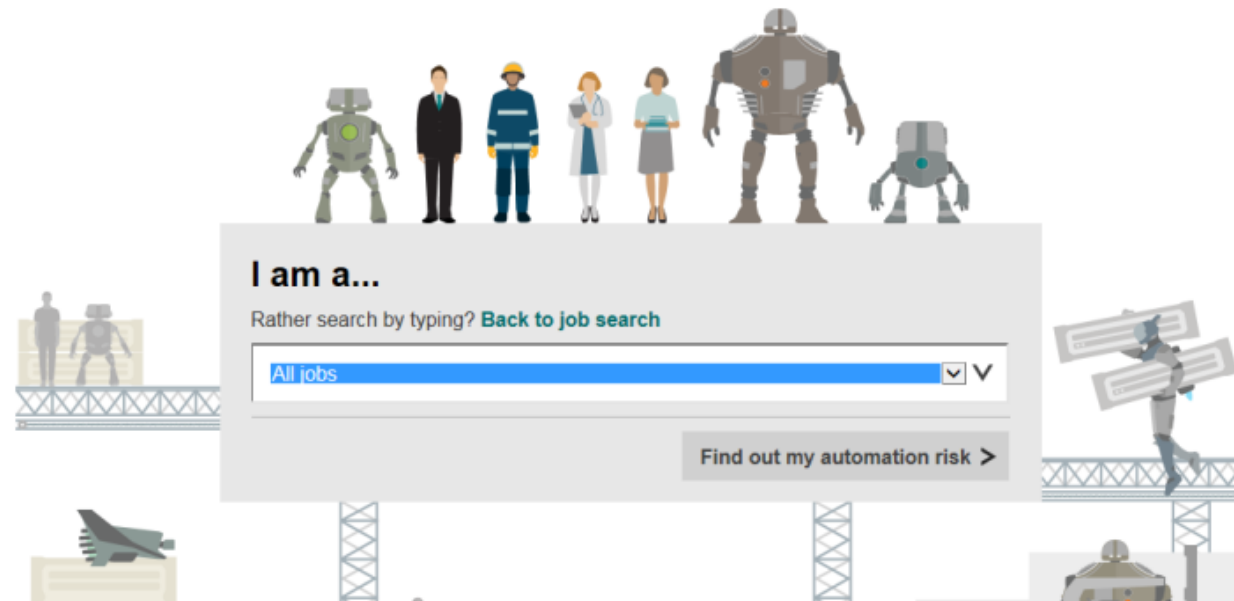 I am a...
Rather search by typing? Back to job search
All jobs
Find out my automation risk >